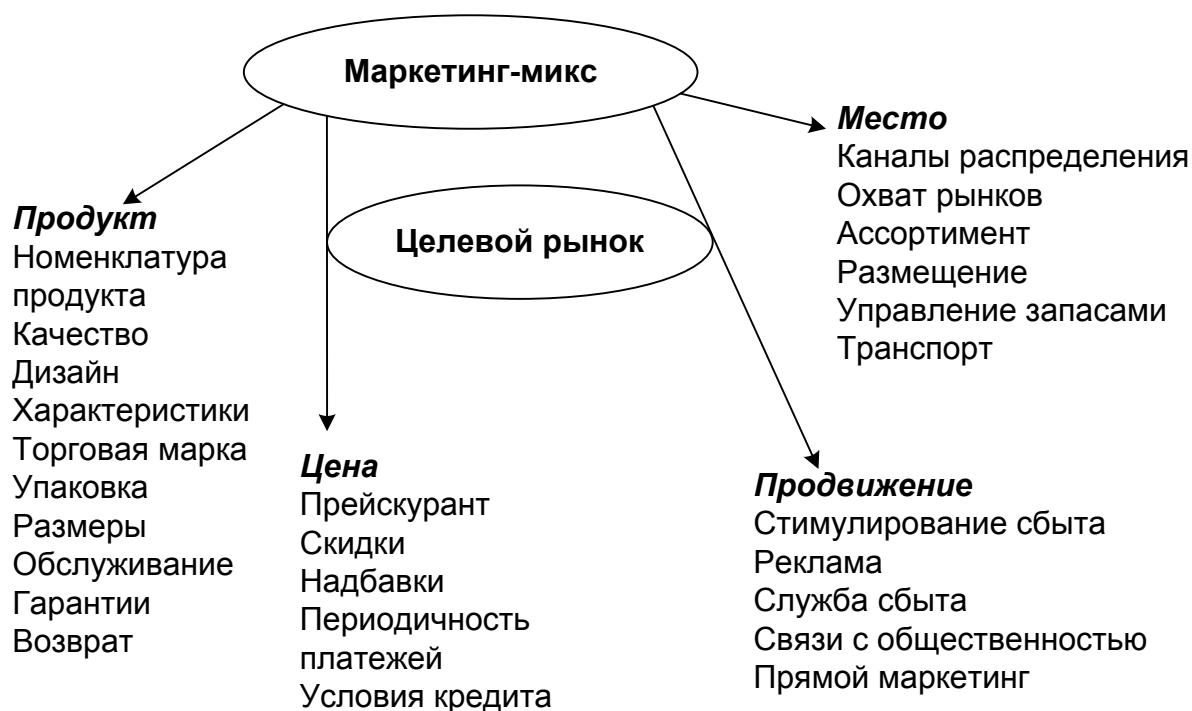 Маркетинг-микс
Целевой рынок
Продукт
Номенклатура
продукта
Качество
Дизайн
Характеристики
Торговая марка
Упаковка
Размеры
Обслуживание
Гарантии
Возврат
Цена
Прейскурант
Скидки
Надбавки
Периодичность
платежей
Условия кредита
Продвижение
Стимулирование сбыта
Реклама
Служба сбыта
Связи с общественностью
Прямой маркетинг
Место
Каналы распределения
Охват рынков
Ассортимент
Размещение
Управление запасами
Транспорт